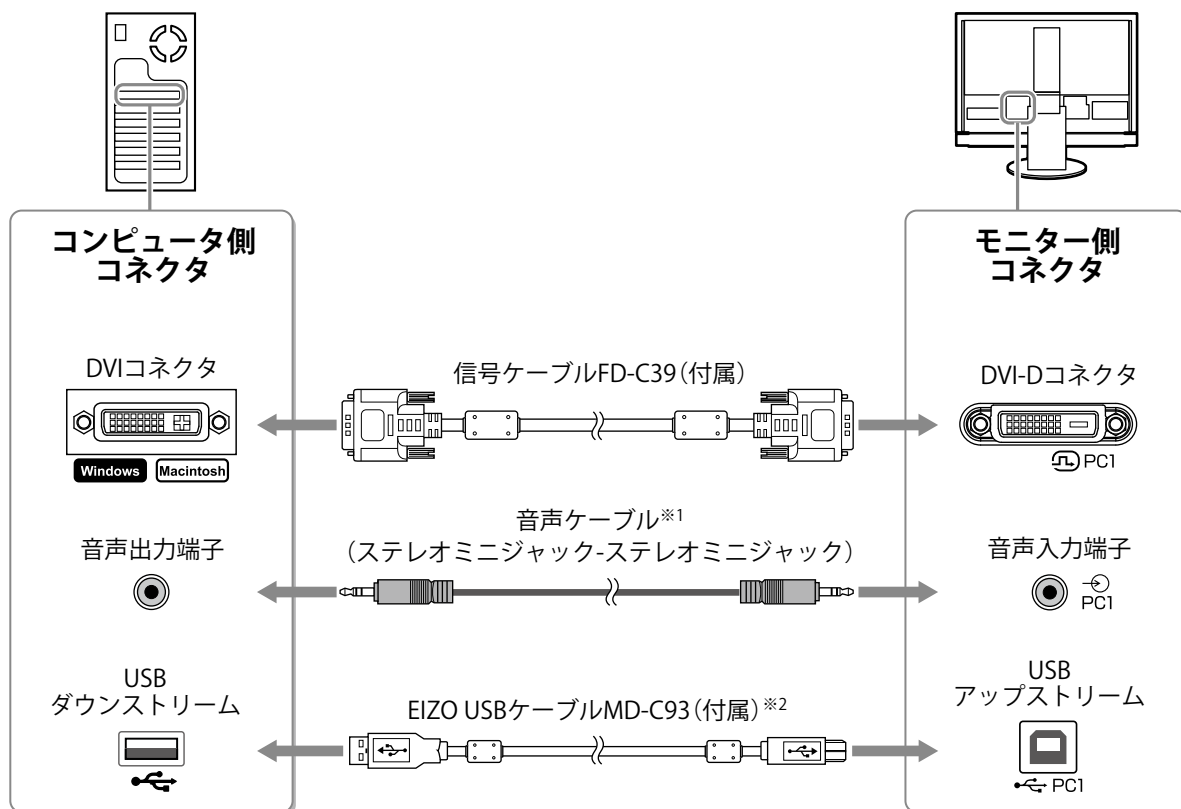 コンピュータ側
コネクタ
モニター側
コネクタ
DVIコネクタ
信号ケーブルFD-C39（付属）
DVI-Dコネクタ
Windows
Macintosh
PC1
音声出力端子
音声ケーブル※1
（ステレオミニジャック-ステレオミニジャック）
音声入力端子
PC1
USB
ダウンストリーム
EIZO USBケーブルMD-C93（付属）※2
USB
アップストリーム
PC1